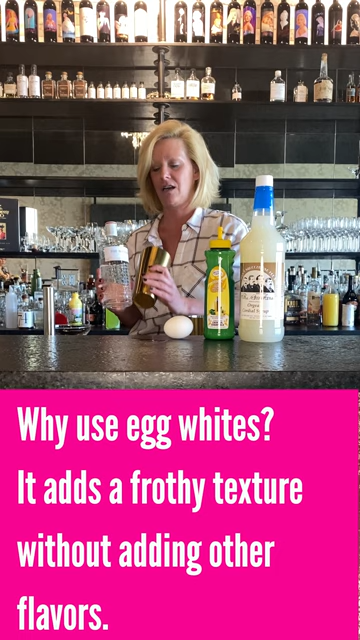 Why use egg whites?
It adds a frothy texture
without adding other
flavors.